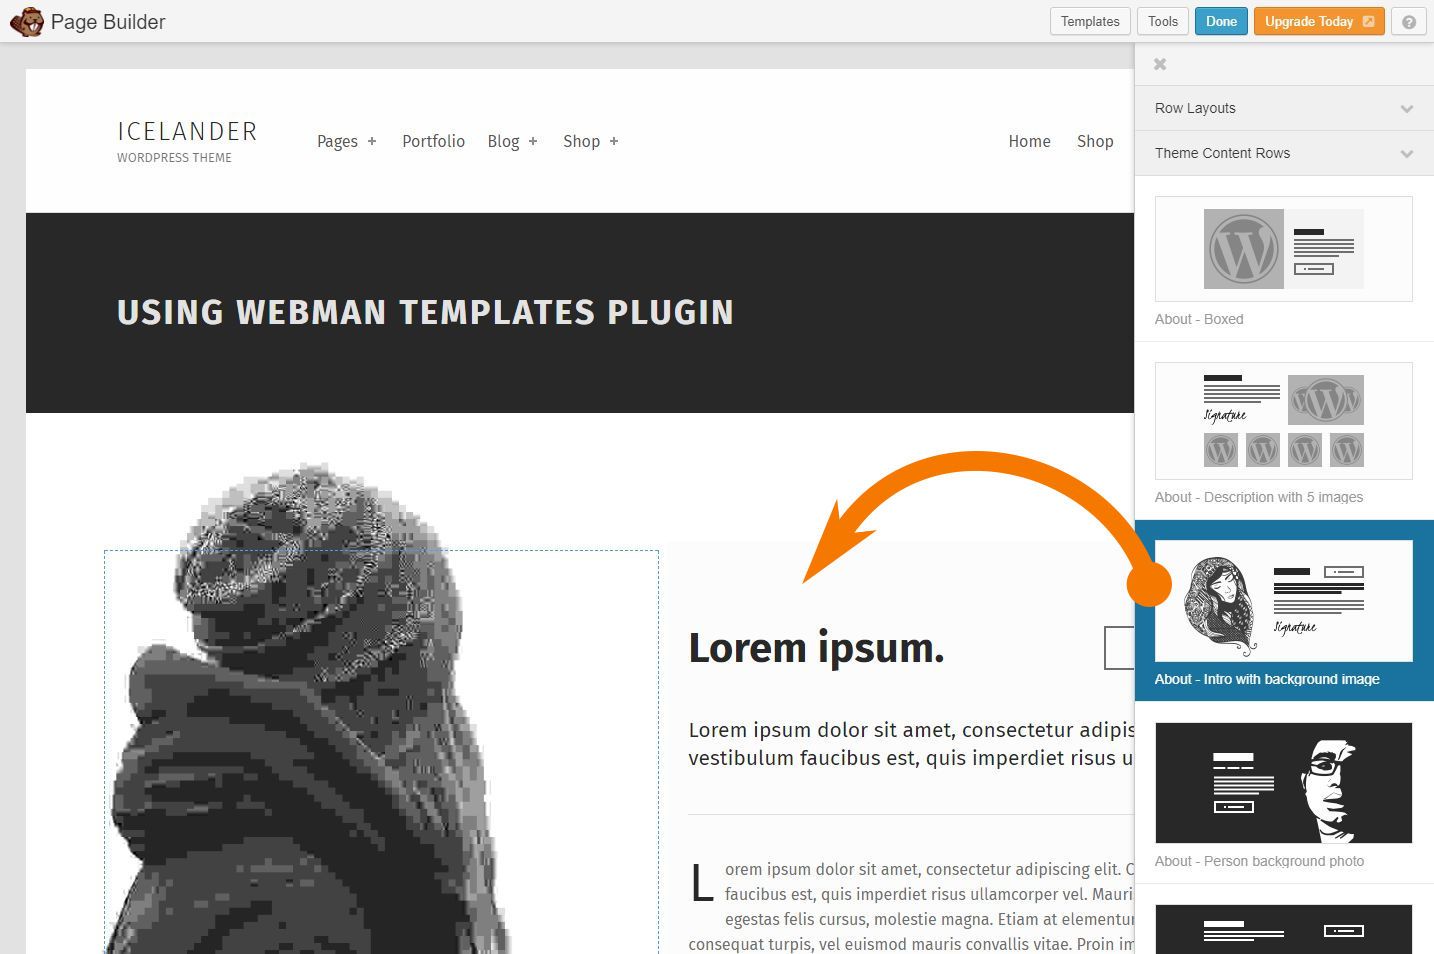 Page Builder
Templates
Tools
Done
Upgrade Today
?
ICELANDER
WORDPRESS THEME
Pages +
Portfolio
Blog +
Shop +
Home
Shop
USING WEBMAN TEMPLATES PLUGIN
Lorem ipsum.
Lorem ipsum dolor sit amet, consectetur adipis
vestibulum faucibus est, quis imperdiet risus u
Lorem ipsum dolor sit amet, consectetur adipiscing elit. C
faucibus est, quis imperdiet risus ullamcorper vel. Mauri
egestas felis cursus, molestie magna. Etiam at elementur
consequat turpis, vel euismod mauris convallis vitae. Proin im
Row Layouts
Theme Content Rows
About - Boxed
Signature
About - Description with 5 images
Signature
About - Intro with background image
About - Person background photo